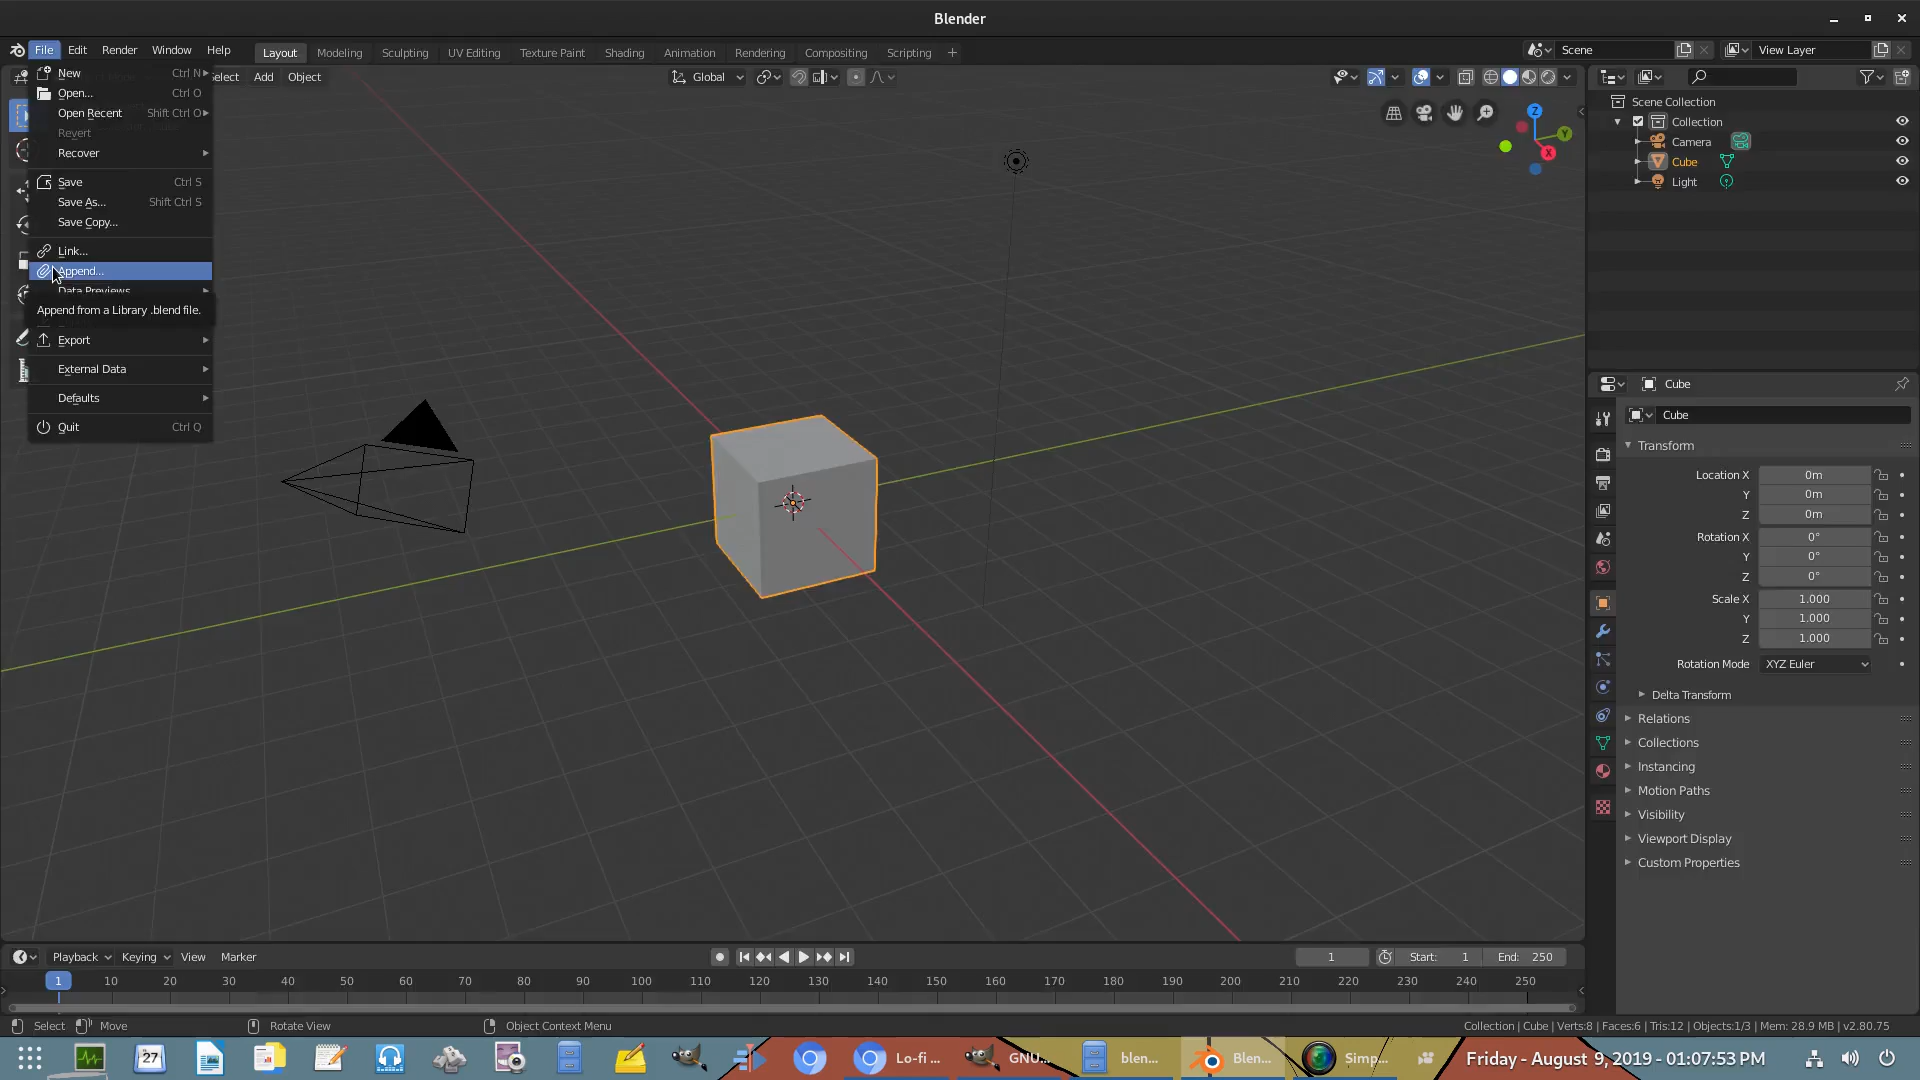 Blender
File Edit Render Window Help
Layout Modeling Sculpting UV Editing Texture Paint Shading Animation Rendering Compositing Scripting +
Scene
View Layer
New Ctrl N
Open... Ctrl O
Open Recent Shift Ctrl O
Revert
Recover
Save Ctrl S
Save As... Shift Ctrl S
Save Copy...
Link...
Append...
Data Previews
Append from a Library .blend file.
Export
External Data
Defaults
Quit Ctrl Q
elect Add Object
Global
Z
Y
X
Scene Collection
Collection
Camera
Cube
Light
Cube
Cube
Transform
Location X 0m
Y 0m
Z 0m
Rotation X 0°
Y 0°
Z 0°
Scale X 1.000
Y 1.000
Z 1.000
Rotation Mode XYZ Euler
Delta Transform
Relations
Collections
Instancing
Motion Paths
Visibility
Viewport Display
Custom Properties
Playback Keying View Marker
1
Start: 1
End: 250
1 10 20 30 40 50 60 70 80 90 100 110 120 130 140 150 160 170 180 190 200 210 220 230 240 250
Select Move Rotate View Object Context Menu
Collection | Cube | Verts:8 | Faces:6 | Tris:12 | Objects:1/3 | Mem: 28.9 MB | v2.80.75
27
Lo-fi ...
GNU...
blen...
Blen...
Simp...
Friday - August 9, 2019 - 01:07:53 PM